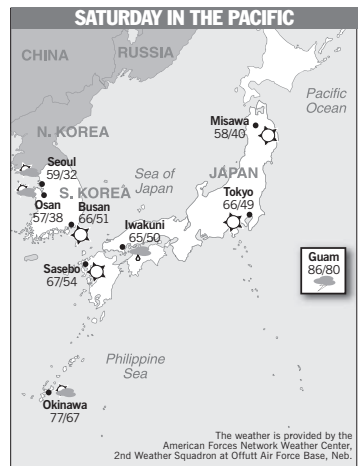 SATURDAY IN THE PACIFIC
CHINA
RUSSIA
Pacific
Ocean
Misawa
58/40
N. KOREA
Seoul
59/32
Sea of
Japan
JAPAN
S. KOREA
Osan
57/38
Busan
66/51
Tokyo
66/49
Iwakuni
65/50
Guam
86/80
Sasebo
67/54
Philippine
Sea
Okinawa
77/67
The weather is provided by the
American Forces Network Weather Center,
2nd Weather Squadron at Offutt Air Force Base, Neb.